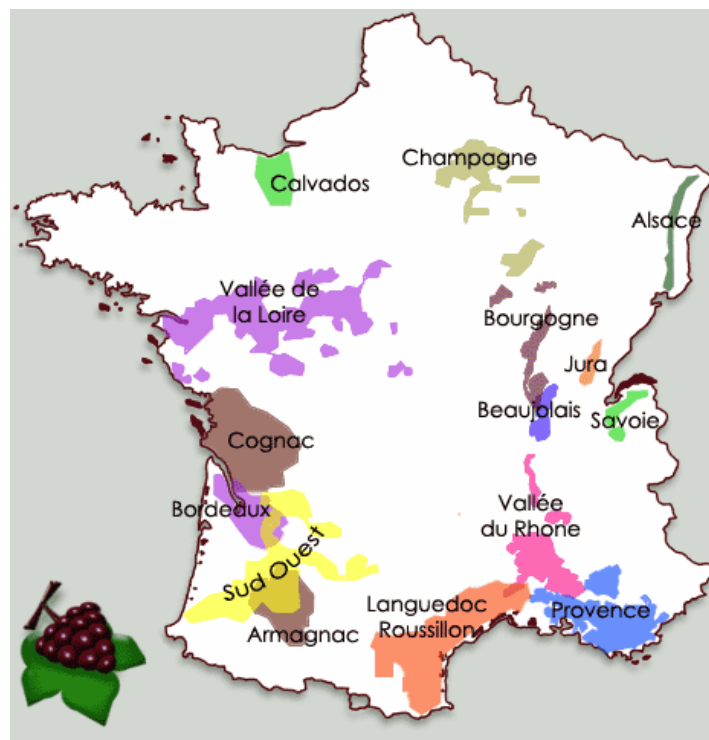 Champagne
Calvados
Alsace
Vallée de
la Loire
Bourgogne
Jura
Beaujolais
Savoie
Cognac
Bordeaux
Vallée
du Rhone
Sud Ouest
Languedoc
Roussillon
Provence
Armagnac